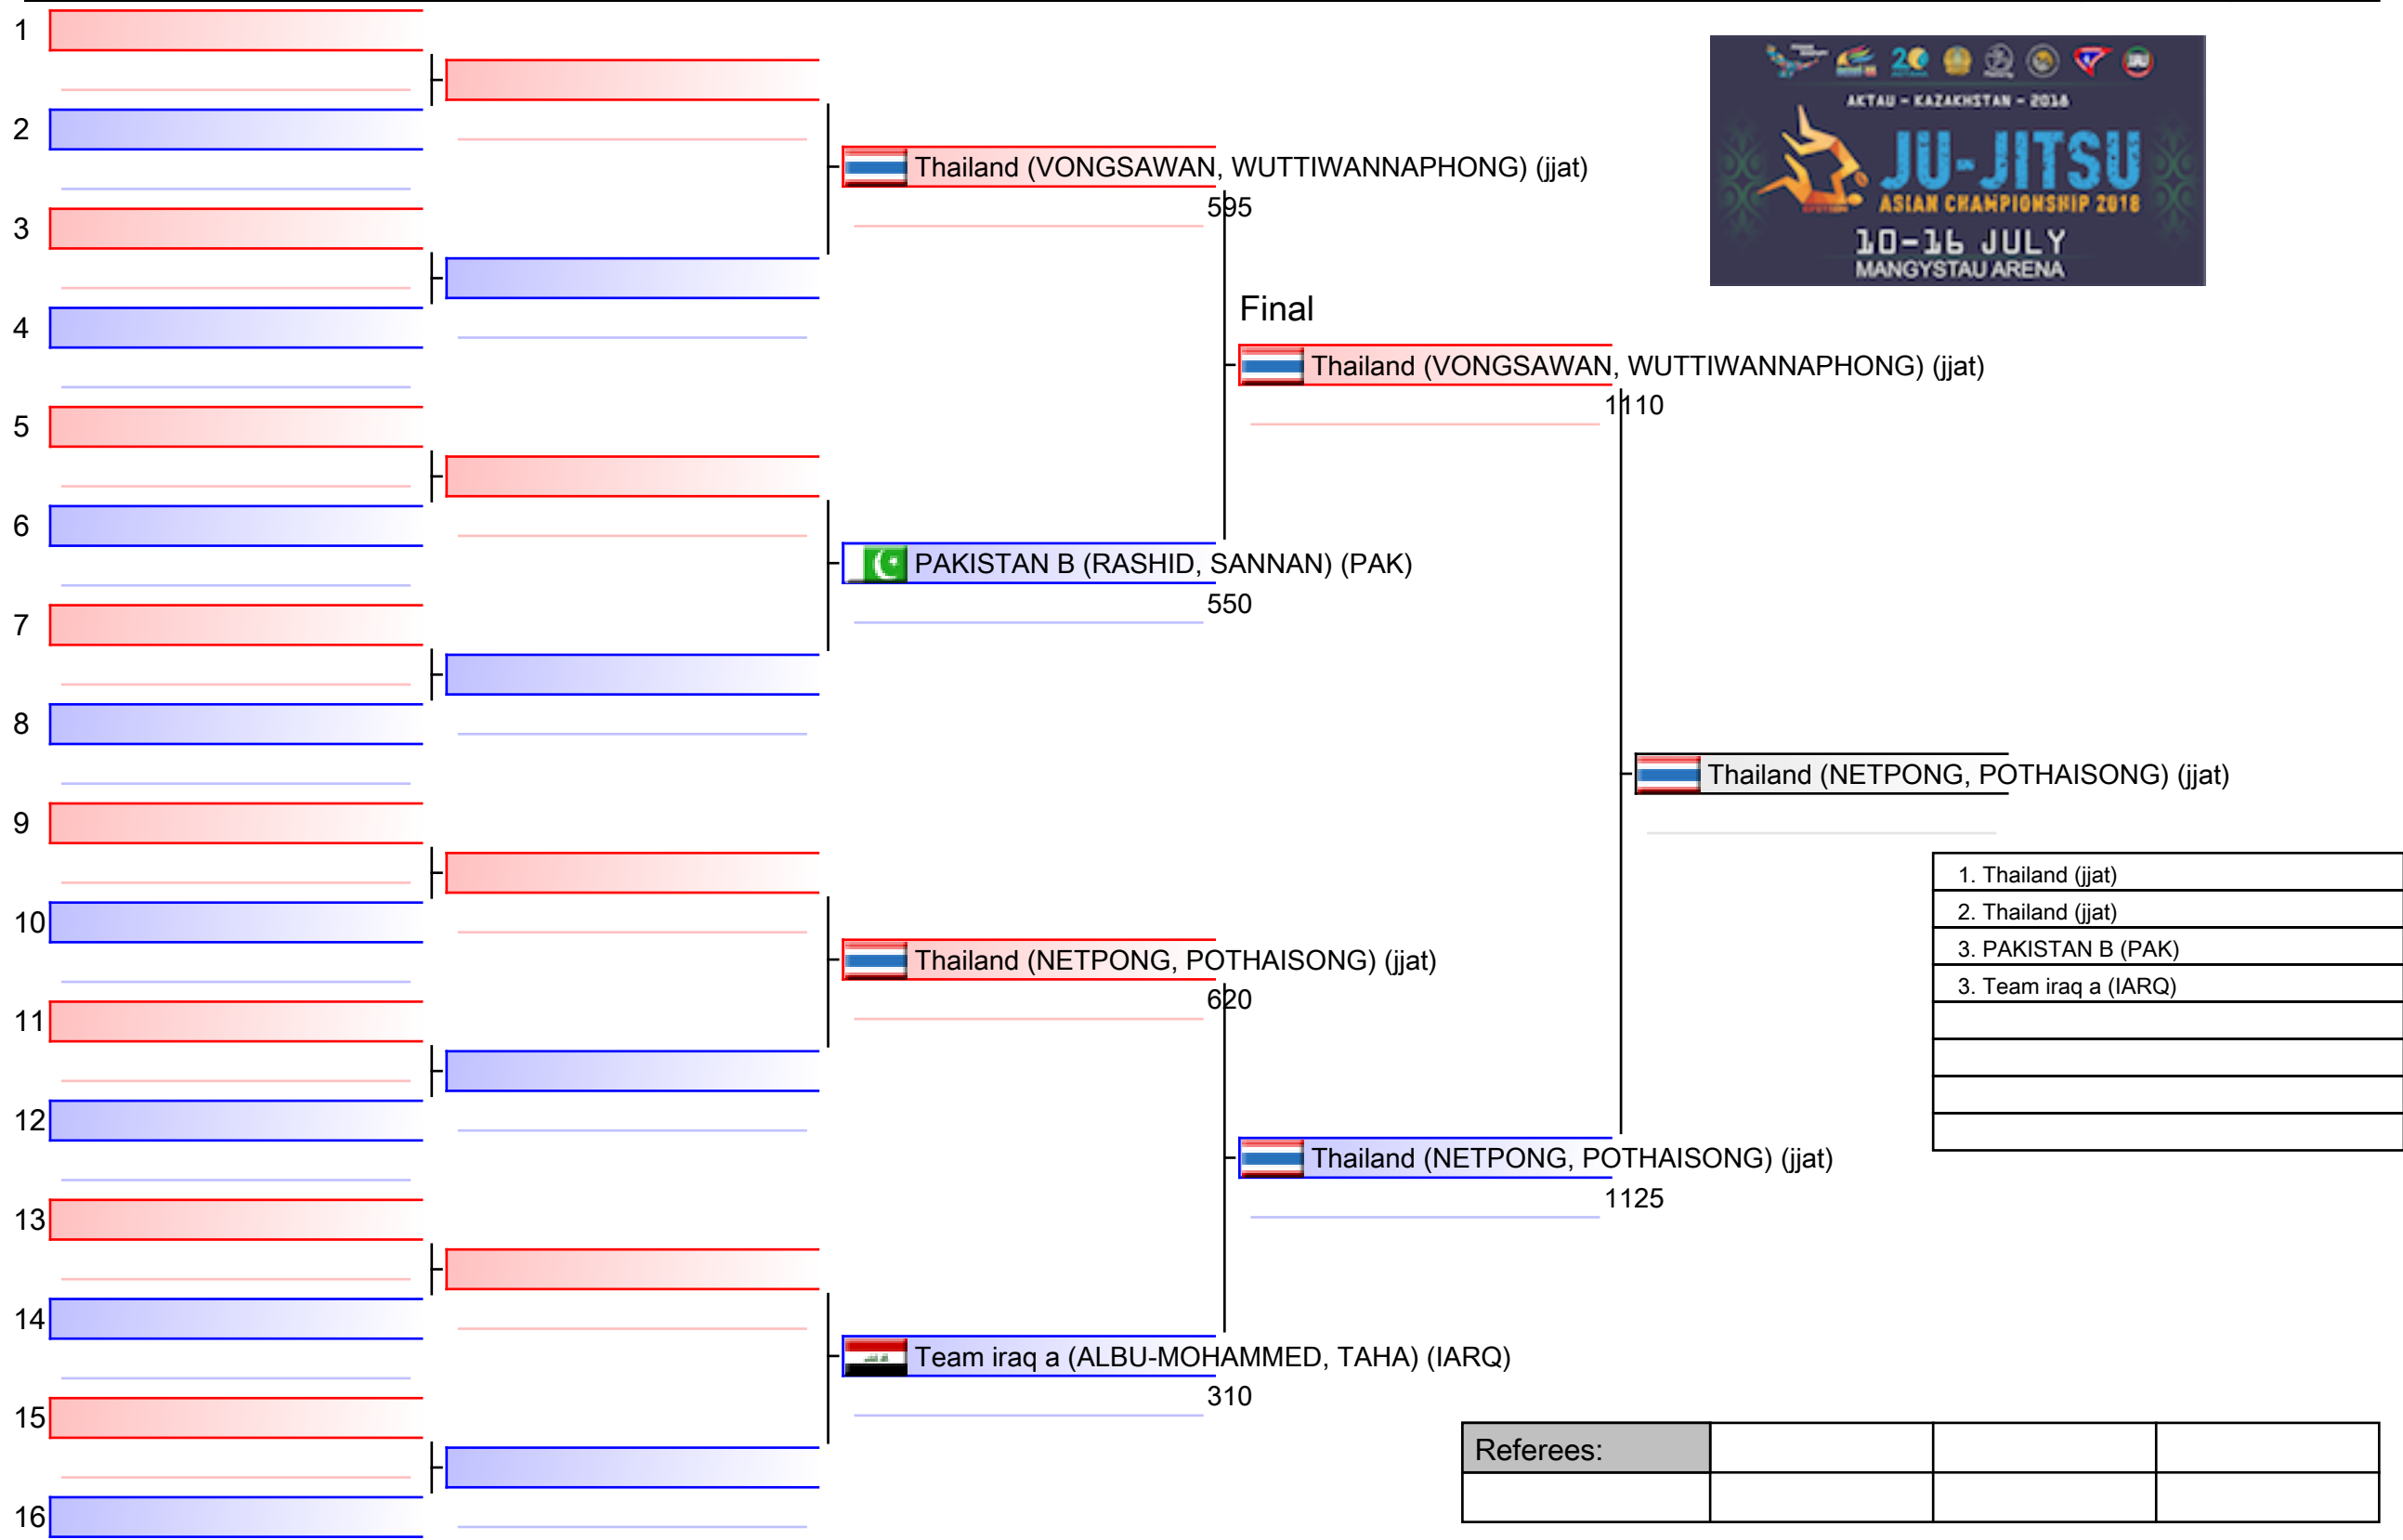 1
2
3
4
5
6
7
8
9
10
11
12
13
14
15
16
Thailand (VONGSAWAN, WUTTIWANNAPHONG) (jjat)
595
PAKISTAN B (RASHID, SANNAN) (PAK)
550
Thailand (NETPONG, POTHAISONG) (jjat)
620
Team iraq a (ALBU-MOHAMMED, TAHA) (IARQ)
310
Final
Thailand (VONGSAWAN, WUTTIWANNAPHONG) (jjat)
1110
Thailand (NETPONG, POTHAISONG) (jjat)
1125
Thailand (NETPONG, POTHAISONG) (jjat)
AKTAU - KAZAKHSTAN - 2018
JU-JITSU
ASIAN CHAMPIONSHIP 2018
10-16 JULY
MANGYSTAU ARENA
1. Thailand (jjat)
2. Thailand (jjat)
3. PAKISTAN B (PAK)
3. Team iraq a (IARQ)
Referees: